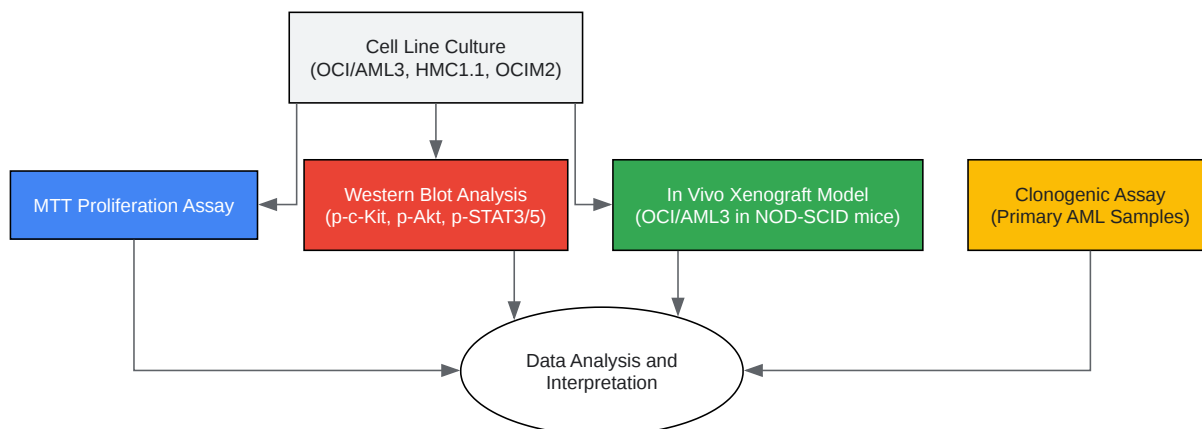 Cell Line Culture
(OCI/AML3, HMC1.1, OCIM2)
MTT Proliferation Assay
Western Blot Analysis
(p-c-Kit, p-Akt, p-STAT3/5)
In Vivo Xenograft Model
(OCI/AML3 in NOD-SCID mice)
Clonogenic Assay
(Primary AML Samples)
Data Analysis and
Interpretation